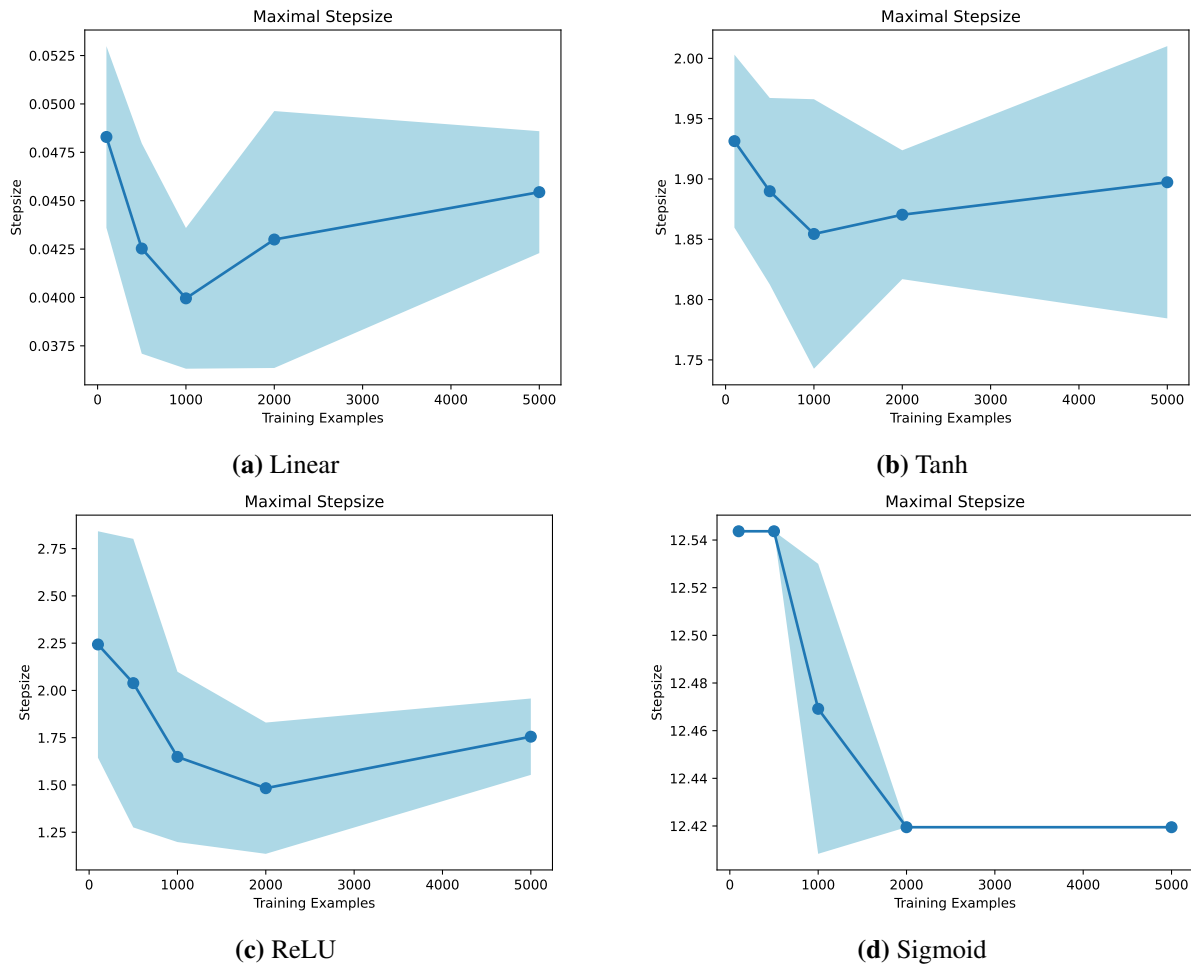 Maximal Stepsize
0.0525
0.0500
0.0475
0.0450
0.0425
0.0400
0.0375
Stepsize
0 1000 2000 3000 4000 5000
Training Examples
(a) Linear
Maximal Stepsize
2.00
1.95
1.90
1.85
1.80
1.75
Stepsize
0 1000 2000 3000 4000 5000
Training Examples
(b) Tanh
Maximal Stepsize
2.75
2.50
2.25
2.00
1.75
1.50
1.25
Stepsize
0 1000 2000 3000 4000 5000
Training Examples
(c) ReLU
Maximal Stepsize
12.54
12.52
12.50
12.48
12.46
12.44
12.42
Stepsize
0 1000 2000 3000 4000 5000
Training Examples
(d) Sigmoid